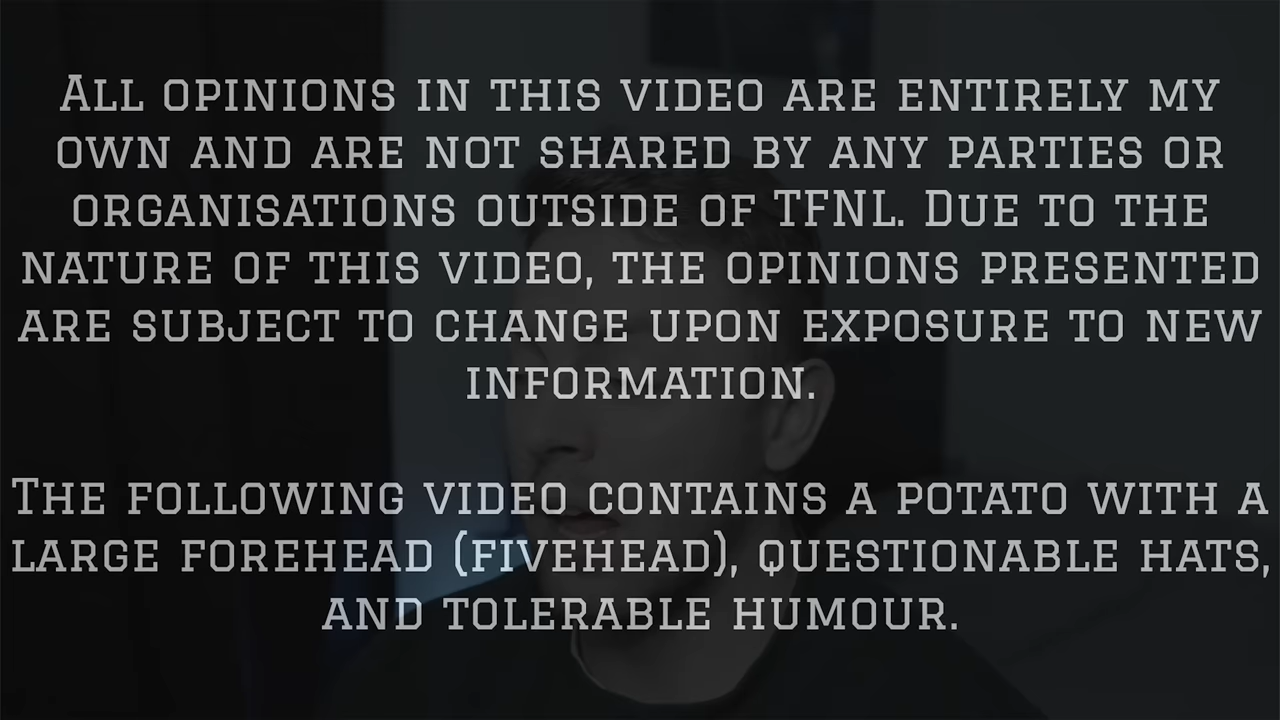 All opinions in this video are entirely my
own and are not shared by any parties or
organisations outside of TFNL. Due to the
nature of this video, the opinions presented
are subject to change upon exposure to new
information.
The following video contains a potato with a
large forehead (fivehead), questionable hats,
and tolerable humour.